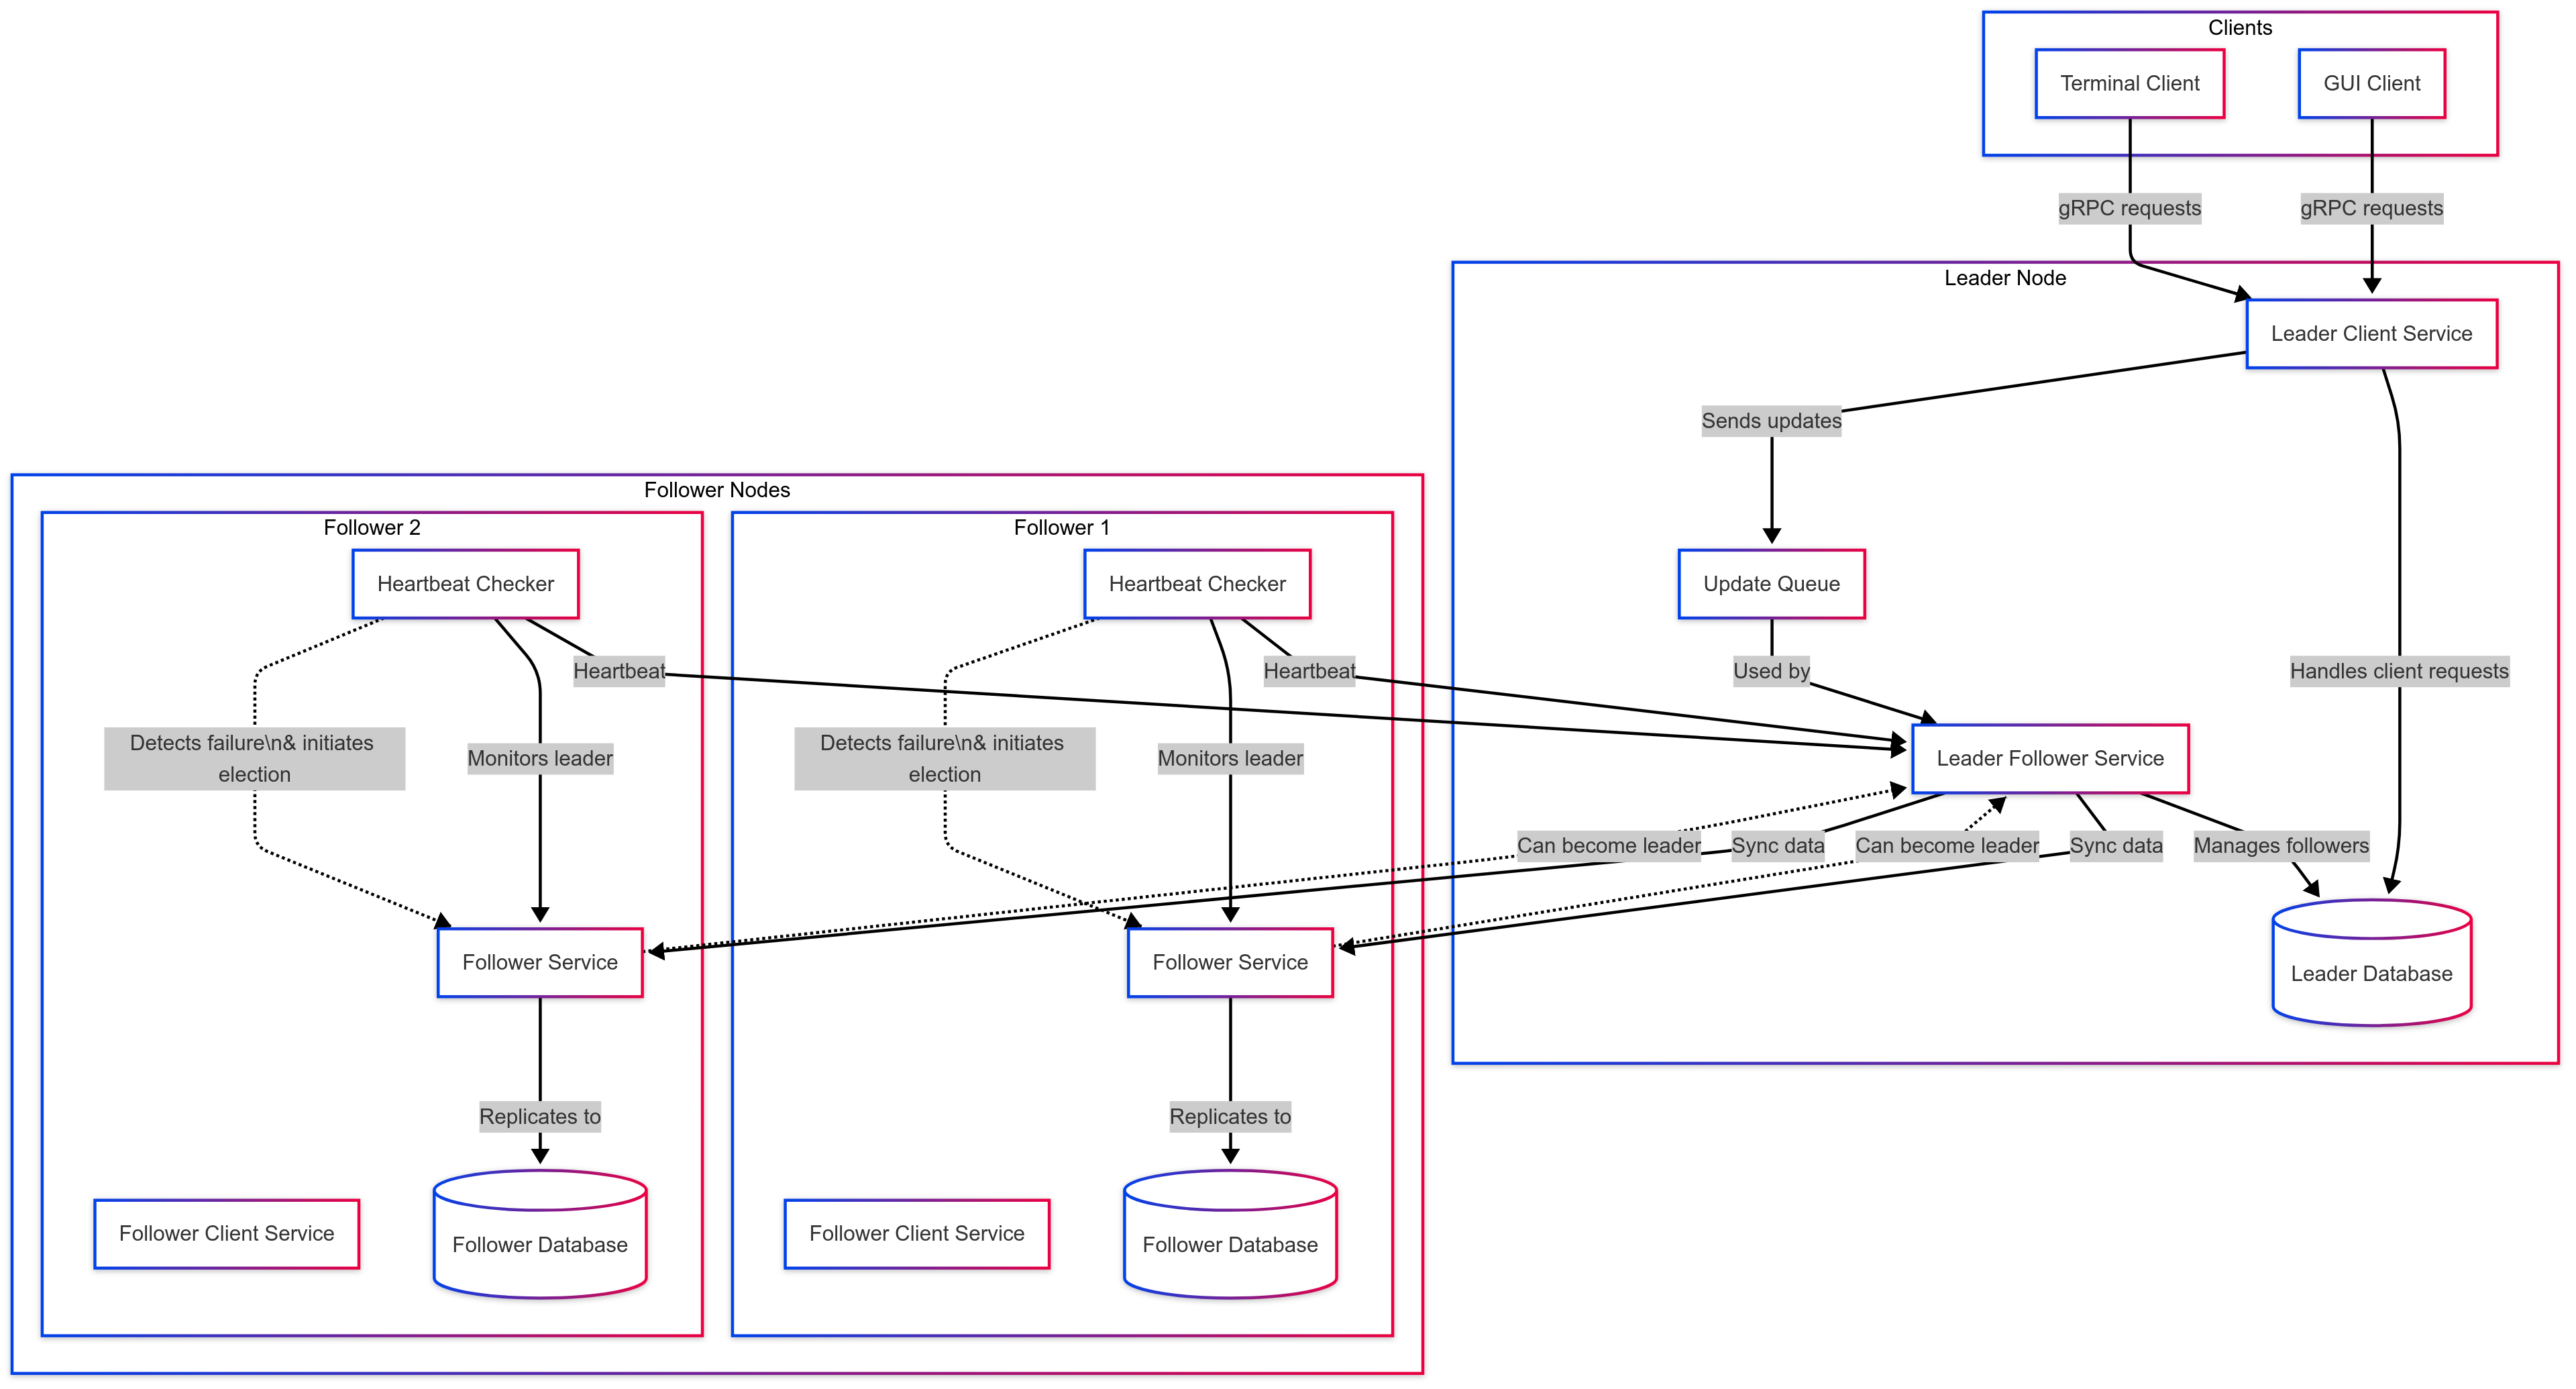 Clients
Terminal Client
GUI Client
gRPC requests
gRPC requests
Leader Node
Leader Client Service
Sends updates
Follower Nodes
Follower 2
Follower 1
Heartbeat Checker
Heartbeat Checker
Update Queue
Heartbeat
Heartbeat
Used by
Handles client requests
Detects failure\n& initiates
election
Monitors leader
Detects failure\n& initiates
election
Monitors leader
Leader Follower Service
Can become leader
Sync data
Can become leader
Sync data
Manages followers
Follower Service
Follower Service
Leader Database
Replicates to
Replicates to
Follower Client Service
Follower Database
Follower Client Service
Follower Database